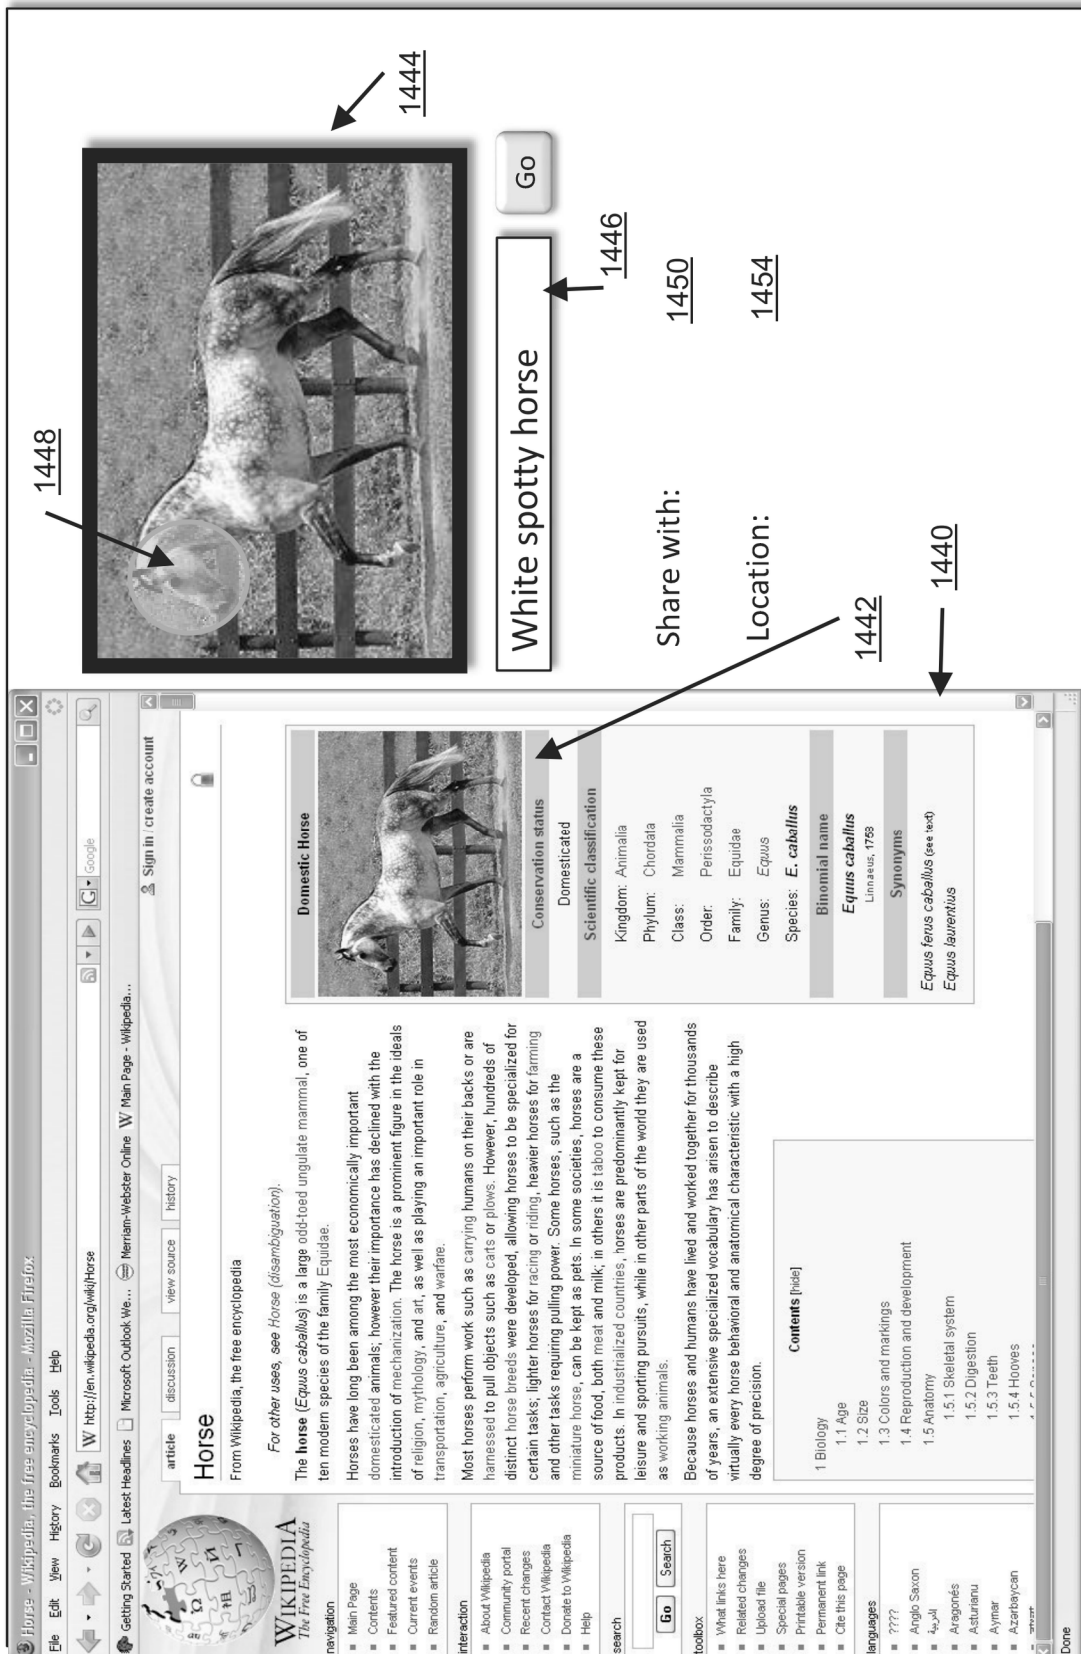 Horse - Wikipedia, the free encyclopedia - Mozilla Firefox
File Edit View History Bookmarks Tools Help
W http://en.wikipedia.org/wiki/Horse
G Google
Getting Started Latest Headlines Microsoft Outlook We... Merriam-Webster Online W Main Page - Wikipedia...
Sign in / create account
article discussion view source history
WIKIPEDIA
The Free Encyclopedia
navigation
Main Page
Contents
Featured content
Current events
Random article
interaction
About Wikipedia
Community portal
Recent changes
Contact Wikipedia
Donate to Wikipedia
Help
search
Go Search
toolbox
What links here
Related changes
Upload file
Special pages
Printable version
Permanent link
Cite this page
languages
????
Anglo Saxon
العربية
Aragonés
Asturianu
Aymar
Azərbaycan
Done
Horse
From Wikipedia, the free encyclopedia
For other uses, see Horse (disambiguation).
The horse (Equus caballus) is a large odd-toed ungulate mammal, one of
ten modern species of the family Equidae.
Horses have long been among the most economically important
domesticated animals; however their importance has declined with the
introduction of mechanization. The horse is a prominent figure in the ideals
of religion, mythology, and art, as well as playing an important role in
transportation, agriculture, and warfare.
Most horses perform work such as carrying humans on their backs or are
harnessed to pull objects such as carts or plows. However, hundreds of
distinct horse breeds were developed, allowing horses to be specialized for
certain tasks; lighter horses for racing or riding, heavier horses for farming
and other tasks requiring pulling power. Some horses, such as the
miniature horse, can be kept as pets. In some societies, horses are a
source of food, both meat and milk; in others it is taboo to consume these
products. In industrialized countries, horses are predominantly kept for
leisure and sporting pursuits, while in other parts of the world they are used
as working animals.
Because horses and humans have lived and worked together for thousands
of years, an extensive specialized vocabulary has arisen to describe
virtually every horse behavioral and anatomical characteristic with a high
degree of precision.
Contents [hide]
1 Biology
1.1 Age
1.2 Size
1.3 Colors and markings
1.4 Reproduction and development
1.5 Anatomy
1.5.1 Skeletal system
1.5.2 Digestion
1.5.3 Teeth
1.5.4 Hooves
Domestic Horse
Conservation status
Domesticated
Scientific classification
Kingdom: Animalia
Phylum: Chordata
Class: Mammalia
Order: Perissodactyla
Family: Equidae
Genus: Equus
Species: E. caballus
Binomial name
Equus caballus
Linnaeus, 1758
Synonyms
Equus ferus caballus (see text)
Equus laurentius
1448
1444
White spotty horse
Go
1446
Share with:
1450
Location:
1454
1442
1440